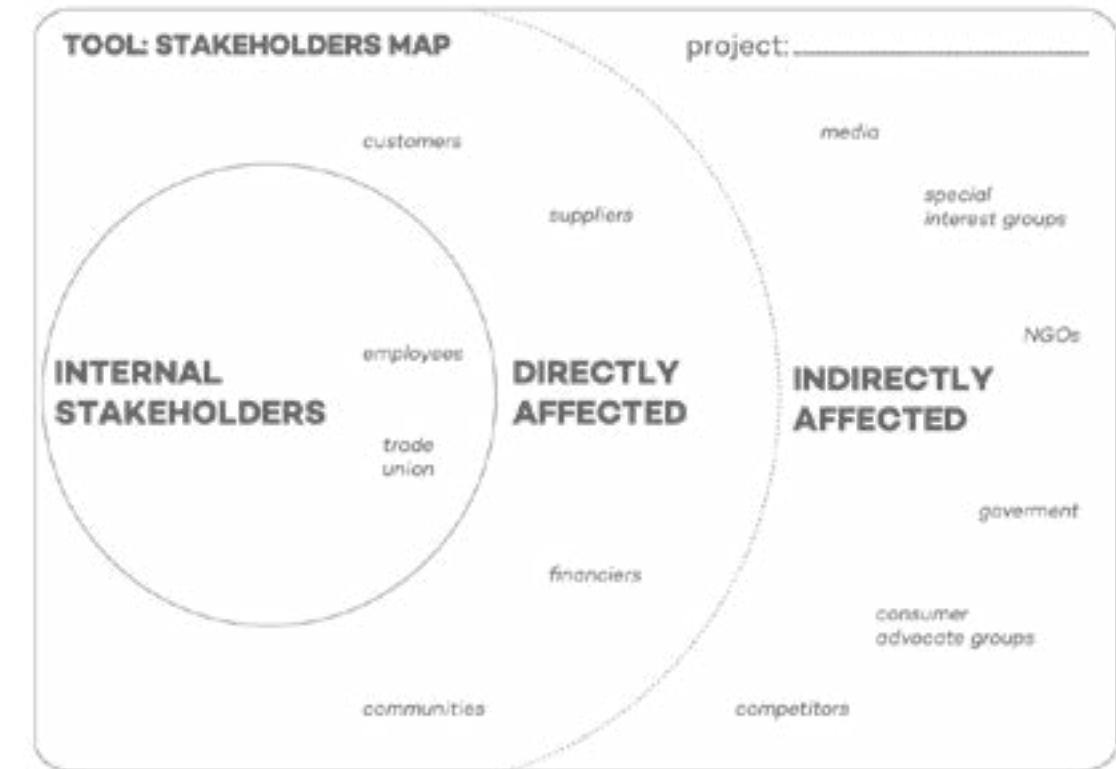 TOOL: STAKEHOLDERS MAP
project:
customers
media
suppliers
special
interest groups
employees
NGOs
INTERNAL
STAKEHOLDERS
DIRECTLY
AFFECTED
INDIRECTLY
AFFECTED
trade
union
goverment
financiers
consumer
advocate groups
communities
competitors